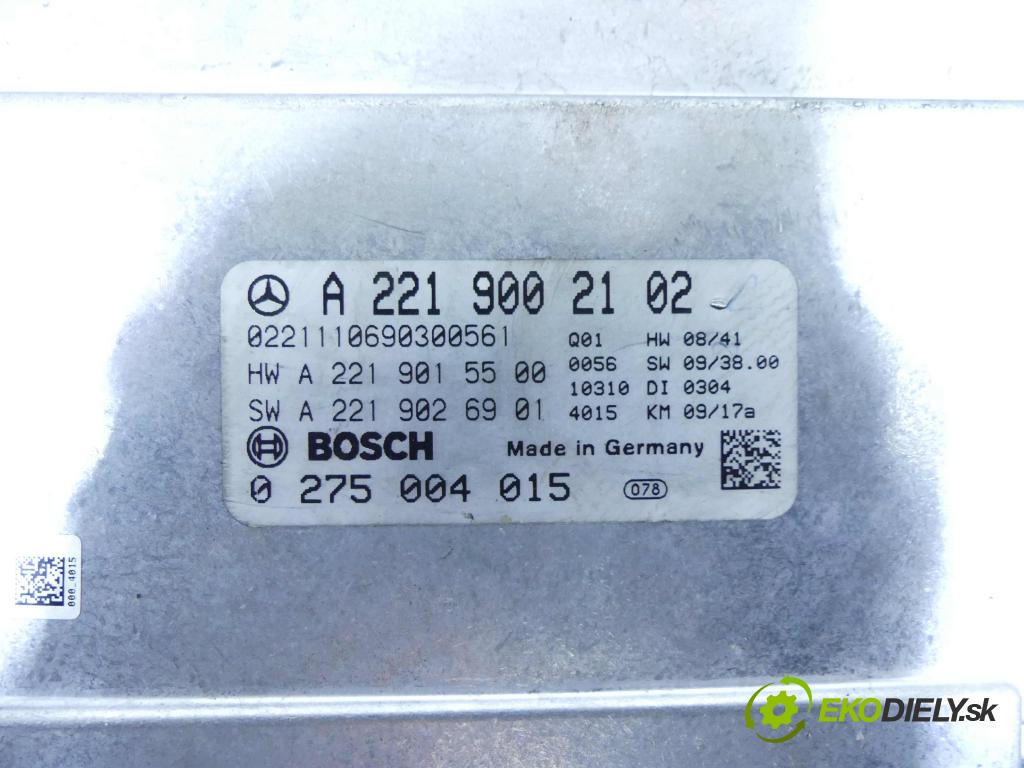 A 221 900 21 02
0221110690300561
HW A 221 901 55 00
SW A 221 902 69 01
Q01 HW 08/41
0056 SW 09/38.00
10310 DI 0304
4015 KM 09/17a
BOSCH Made in Germany
0 275 004 015 078
000_4015
EKODIELY.sk